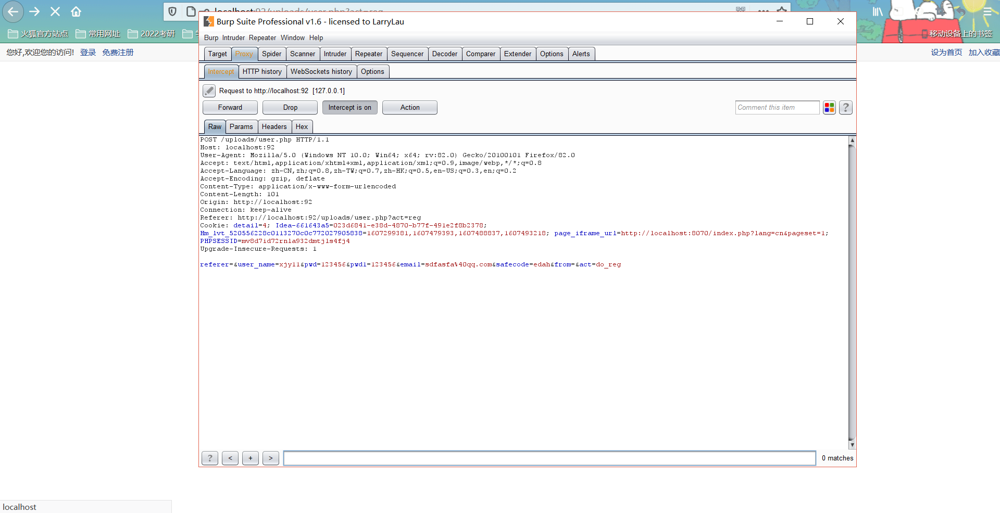 localhost:92/uploads/user.php?act=reg
火狐官方站点 常用网址 2022考研
移动设备上的书签
您好,欢迎您的访问! 登录 免费注册
设为首页 加入收藏
Burp Suite Professional v1.6 - licensed to LarryLau
Burp Intruder Repeater Window Help
Target Proxy Spider Scanner Intruder Repeater Sequencer Decoder Comparer Extender Options Alerts
Intercept HTTP history WebSockets history Options
Request to http://localhost:92 [127.0.0.1]
Forward Drop Intercept is on Action Comment this item ?
Raw Params Headers Hex
POST /uploads/user.php HTTP/1.1
Host: localhost:92
User-Agent: Mozilla/5.0 (Windows NT 10.0; Win64; x64; rv:82.0) Gecko/20100101 Firefox/82.0
Accept: text/html,application/xhtml+xml,application/xml;q=0.9,image/webp,*/*;q=0.8
Accept-Language: zh-CN,zh;q=0.8,zh-TW;q=0.7,zh-HK;q=0.5,en-US;q=0.3,en;q=0.2
Accept-Encoding: gzip, deflate
Content-Type: application/x-www-form-urlencoded
Content-Length: 101
Origin: http://localhost:92
Connection: keep-alive
Referer: http://localhost:92/uploads/user.php?act=reg
Cookie: detail=4; Idea-661643a5=023d6841-e38d-4870-b77f-491e2f8b2378;
Hm_lvt_520556228c0113270c0c772027905838=1607299381,1607479393,1607488837,1607493218; page_iframe_url=http://localhost:8070/index.php?lang=cn&pageset=1;
PHPSESSID=mv8d7id72rnla932dmtjls4fj4
Upgrade-Insecure-Requests: 1
referer=&user_name=xjy11&pwd=123456&pwd1=123456&email=sdfasfa%40qq.com&safecode=edah&from=&act=do_reg
? < + > 0 matches
localhost